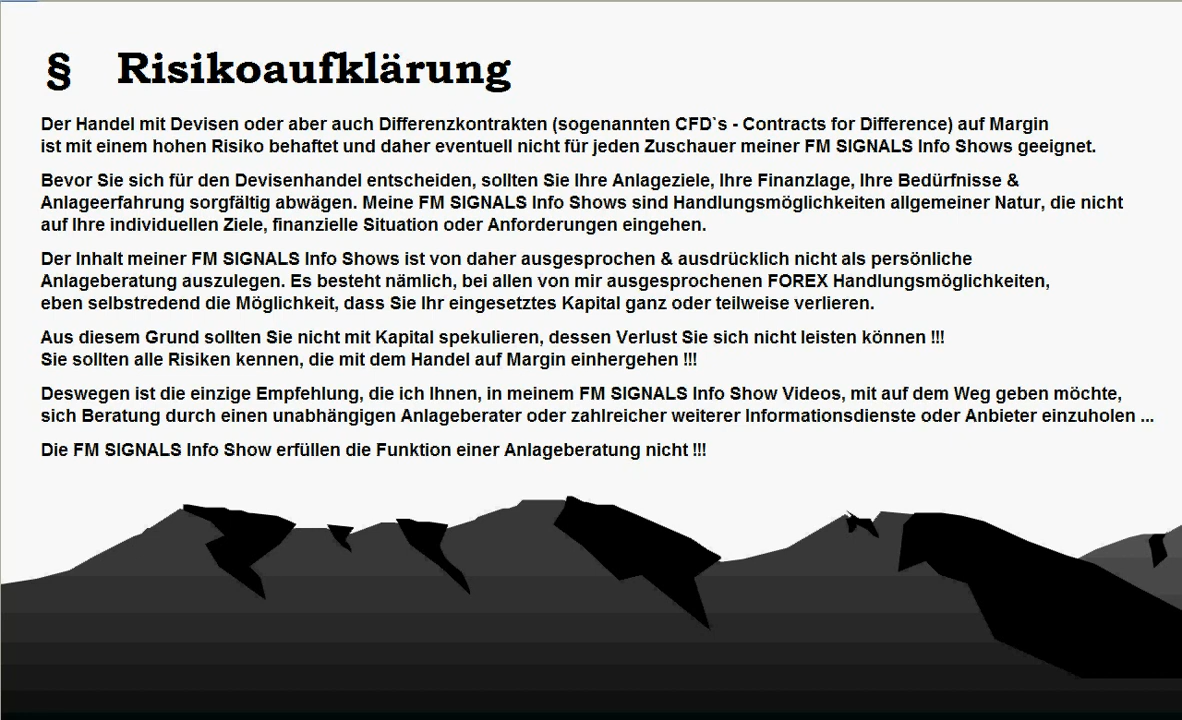 § Risikoaufklärung
Der Handel mit Devisen oder aber auch Differenzkontrakten (sogenannten CFD`s - Contracts for Difference) auf Margin
ist mit einem hohen Risiko behaftet und daher eventuell nicht für jeden Zuschauer meiner FM SIGNALS Info Shows geeignet.
Bevor Sie sich für den Devisenhandel entscheiden, sollten Sie Ihre Anlageziele, Ihre Finanzlage, Ihre Bedürfnisse &
Anlageerfahrung sorgfältig abwägen. Meine FM SIGNALS Info Shows sind Handlungsmöglichkeiten allgemeiner Natur, die nicht
auf Ihre individuellen Ziele, finanzielle Situation oder Anforderungen eingehen.
Der Inhalt meiner FM SIGNALS Info Shows ist von daher ausgesprochen & ausdrücklich nicht als persönliche
Anlageberatung auszulegen. Es besteht nämlich, bei allen von mir ausgesprochenen FOREX Handlungsmöglichkeiten,
eben selbstredend die Möglichkeit, dass Sie Ihr eingesetztes Kapital ganz oder teilweise verlieren.
Aus diesem Grund sollten Sie nicht mit Kapital spekulieren, dessen Verlust Sie sich nicht leisten können !!!
Sie sollten alle Risiken kennen, die mit dem Handel auf Margin einhergehen !!!
Deswegen ist die einzige Empfehlung, die ich Ihnen, in meinem FM SIGNALS Info Show Videos, mit auf dem Weg geben möchte,
sich Beratung durch einen unabhängigen Anlageberater oder zahlreicher weiterer Informationsdienste oder Anbieter einzuholen ...
Die FM SIGNALS Info Show erfüllen die Funktion einer Anlageberatung nicht !!!